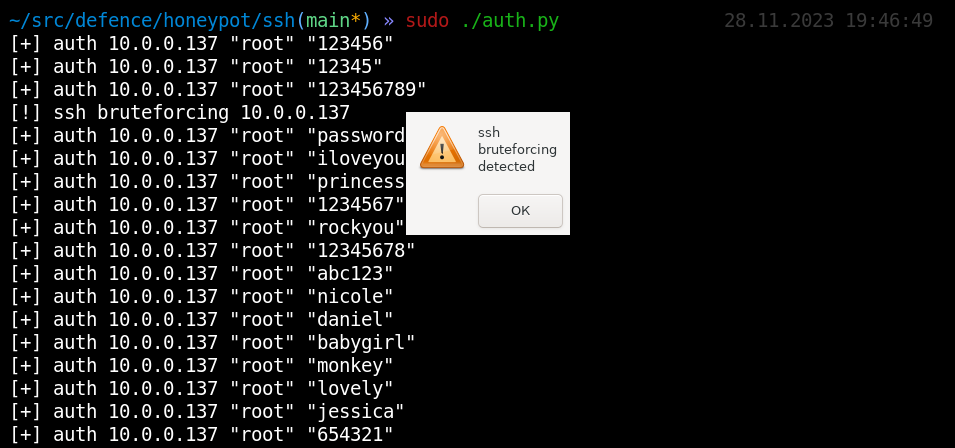 ~/src/defence/honeypot/ssh(main*) » sudo ./auth.py 28.11.2023 19:46:49
[+] auth 10.0.0.137 "root" "123456"
[+] auth 10.0.0.137 "root" "12345"
[+] auth 10.0.0.137 "root" "123456789"
[!] ssh bruteforcing 10.0.0.137
[+] auth 10.0.0.137 "root" "password
[+] auth 10.0.0.137 "root" "iloveyou
[+] auth 10.0.0.137 "root" "princess
[+] auth 10.0.0.137 "root" "1234567"
[+] auth 10.0.0.137 "root" "rockyou"
[+] auth 10.0.0.137 "root" "12345678"
[+] auth 10.0.0.137 "root" "abc123"
[+] auth 10.0.0.137 "root" "nicole"
[+] auth 10.0.0.137 "root" "daniel"
[+] auth 10.0.0.137 "root" "babygirl"
[+] auth 10.0.0.137 "root" "monkey"
[+] auth 10.0.0.137 "root" "lovely"
[+] auth 10.0.0.137 "root" "jessica"
[+] auth 10.0.0.137 "root" "654321"
ssh
bruteforcing
detected
OK